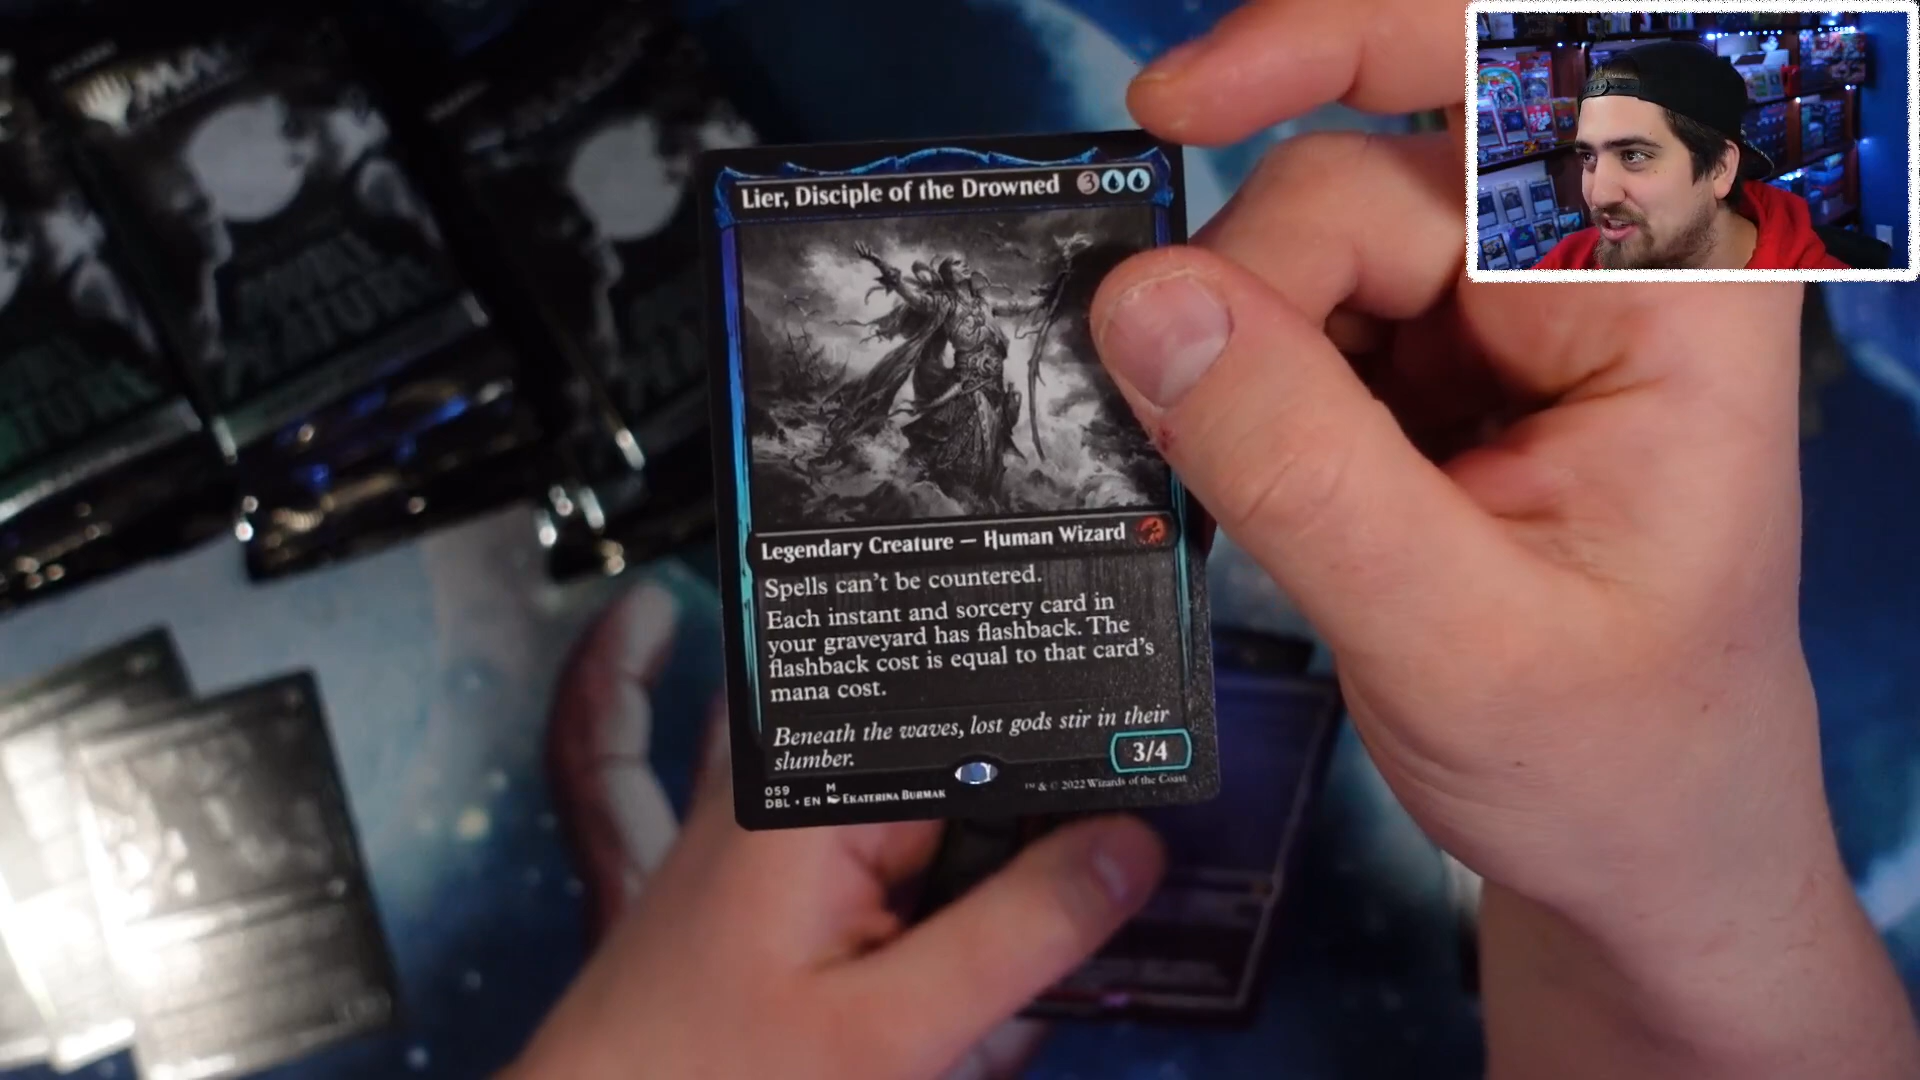 Lier, Disciple of the Drowned 3
Legendary Creature — Human Wizard
Spells can't be countered.
Each instant and sorcery card in
your graveyard has flashback. The
flashback cost is equal to that card's
mana cost.
Beneath the waves, lost gods stir in their
slumber.
3/4
059 M
DBL • EN EKATERINA BURMAK
™ & © 2022 Wizards of the Coast